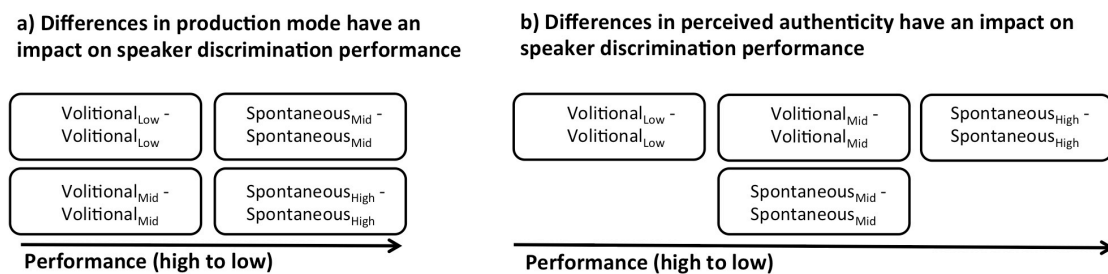 a) Differences in production mode have an
impact on speaker discrimination performance
Volitional_Low -
Volitional_Low
Spontaneous_Mid -
Spontaneous_Mid
Volitional_Mid -
Volitional_Mid
Spontaneous_High -
Spontaneous_High
Performance (high to low)
b) Differences in perceived authenticity have an impact on
speaker discrimination performance
Volitional_Low -
Volitional_Low
Volitional_Mid -
Volitional_Mid
Spontaneous_High -
Spontaneous_High
Spontaneous_Mid -
Spontaneous_Mid
Performance (high to low)